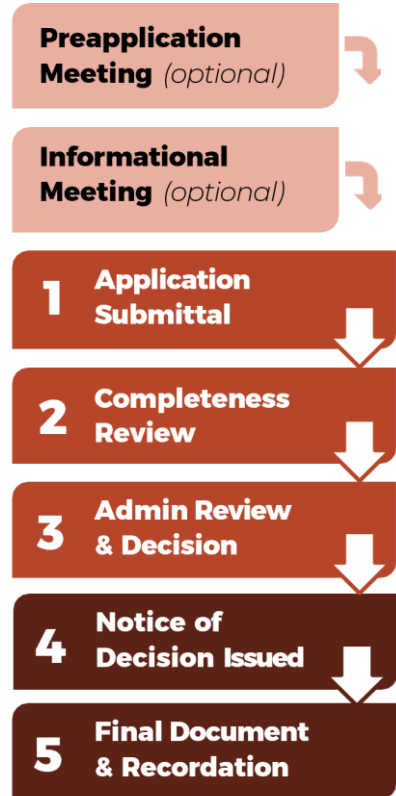 Preapplication
Meeting (optional)
Informational
Meeting (optional)
1 Application
Submittal
2 Completeness
Review
3 Admin Review
& Decision
4 Notice of
Decision Issued
5 Final Document
& Recordation